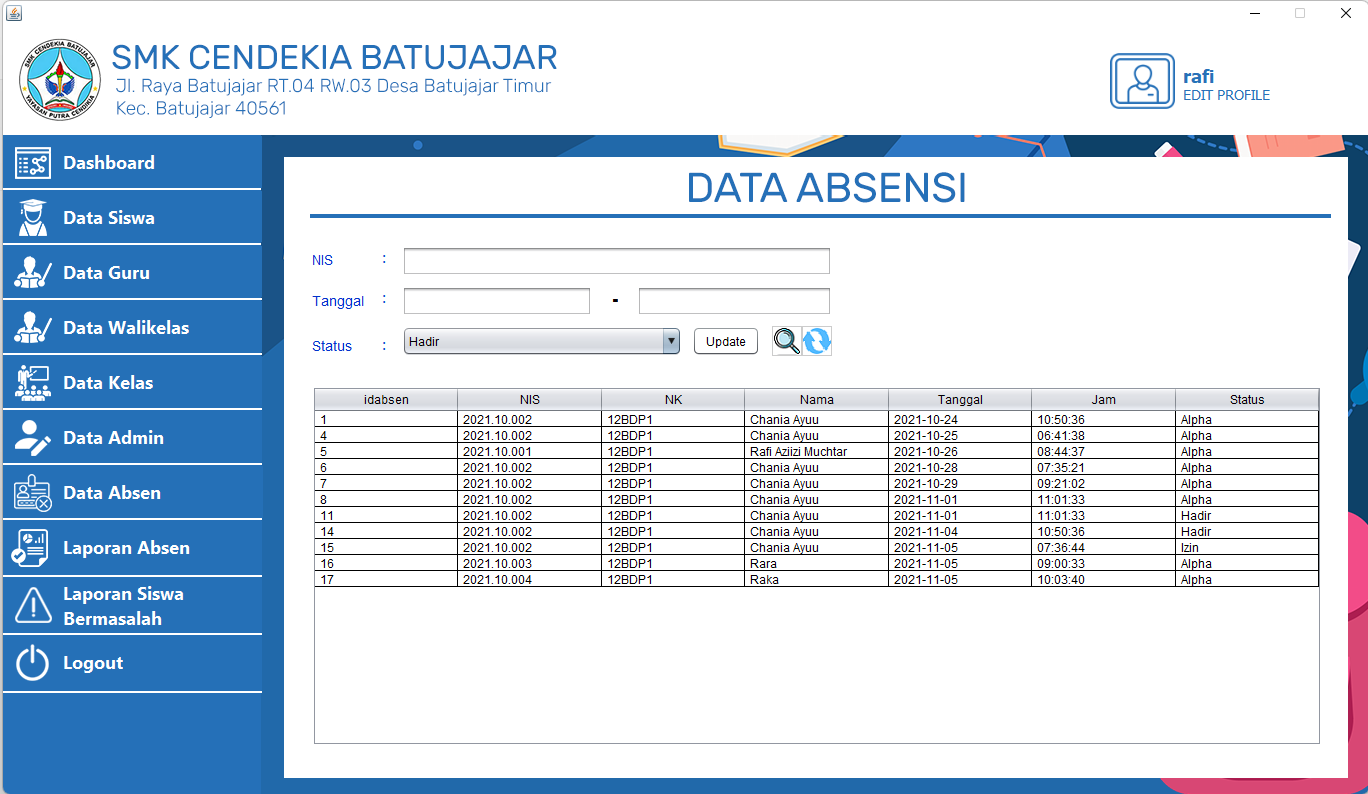 SMK CENDEKIA BATUJAJAR
YAYASAN PUTRA CENDIKIA
SMK CENDEKIA BATUJAJAR
Jl. Raya Batujajar RT.04 RW.03 Desa Batujajar Timur
Kec. Batujajar 40561
rafi
EDIT PROFILE
Dashboard
Data Siswa
Data Guru
Data Walikelas
Data Kelas
Data Admin
Data Absen
Laporan Absen
Laporan Siswa
Bermasalah
Logout
DATA ABSENSI
NIS :
Tanggal : -
Status : Hadir Update
idabsen NIS NK Nama Tanggal Jam Status
1 2021.10.002 12BDP1 Chania Ayuu 2021-10-24 10:50:36 Alpha
4 2021.10.002 12BDP1 Chania Ayuu 2021-10-25 06:41:38 Alpha
5 2021.10.001 12BDP1 Rafi Aziizi Muchtar 2021-10-26 08:44:37 Alpha
6 2021.10.002 12BDP1 Chania Ayuu 2021-10-28 07:35:21 Alpha
7 2021.10.002 12BDP1 Chania Ayuu 2021-10-29 09:21:02 Alpha
8 2021.10.002 12BDP1 Chania Ayuu 2021-11-01 11:01:33 Alpha
11 2021.10.002 12BDP1 Chania Ayuu 2021-11-01 11:01:33 Hadir
14 2021.10.002 12BDP1 Chania Ayuu 2021-11-04 10:50:36 Hadir
15 2021.10.002 12BDP1 Chania Ayuu 2021-11-05 07:36:44 Izin
16 2021.10.003 12BDP1 Rara 2021-11-05 09:00:33 Alpha
17 2021.10.004 12BDP1 Raka 2021-11-05 10:03:40 Alpha